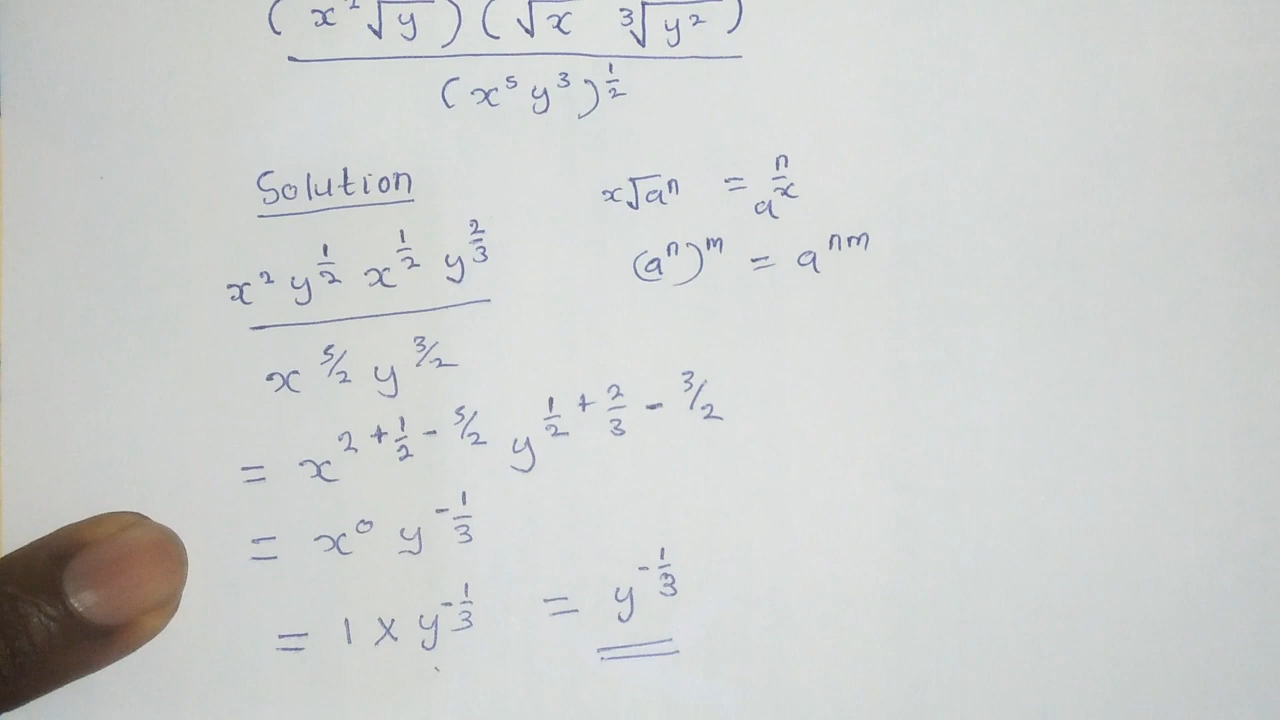 (x²√y)(√x ∛y²)
(x⁵y³)^½
Solution
x√aⁿ = a^(n/x)
(aⁿ)^m = a^(nm)
x² y^(1/2) x^(1/2) y^(2/3)
x^(5/2) y^(3/2)
= x^(2 + 1/2 - 5/2) y^(1/2 + 2/3 - 3/2)
= x⁰ y^(-1/3)
= 1 × y^(-1/3) = y^(-1/3)